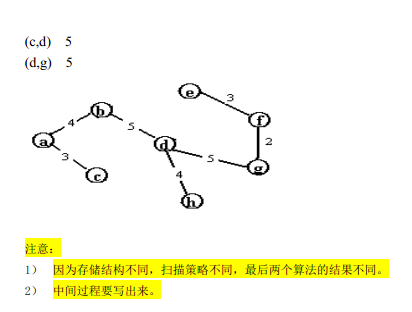 (c,d) 5
(d,g) 5
e
3
b
f
4
5
2
a
d
3
5
g
c
4
h
注意：
1） 因为存储结构不同，扫描策略不同，最后两个算法的结果不同。
2） 中间过程要写出来。